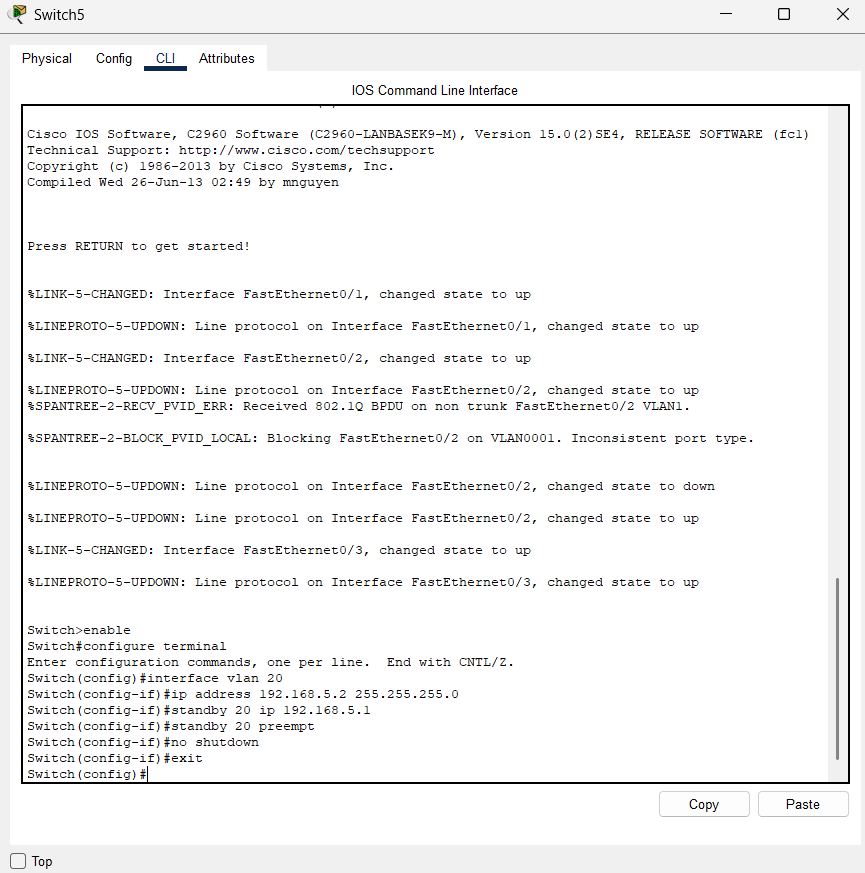 Switch5
Physical Config CLI Attributes
IOS Command Line Interface
Cisco IOS Software, C2960 Software (C2960-LANBASEK9-M), Version 15.0(2)SE4, RELEASE SOFTWARE (fc1)
Technical Support: http://www.cisco.com/techsupport
Copyright (c) 1986-2013 by Cisco Systems, Inc.
Compiled Wed 26-Jun-13 02:49 by mnguyen
Press RETURN to get started!
%LINK-5-CHANGED: Interface FastEthernet0/1, changed state to up
%LINEPROTO-5-UPDOWN: Line protocol on Interface FastEthernet0/1, changed state to up
%LINK-5-CHANGED: Interface FastEthernet0/2, changed state to up
%LINEPROTO-5-UPDOWN: Line protocol on Interface FastEthernet0/2, changed state to up
%SPANTREE-2-RECV_PVID_ERR: Received 802.1Q BPDU on non trunk FastEthernet0/2 VLAN1.
%SPANTREE-2-BLOCK_PVID_LOCAL: Blocking FastEthernet0/2 on VLAN0001. Inconsistent port type.
%LINEPROTO-5-UPDOWN: Line protocol on Interface FastEthernet0/2, changed state to down
%LINEPROTO-5-UPDOWN: Line protocol on Interface FastEthernet0/2, changed state to up
%LINK-5-CHANGED: Interface FastEthernet0/3, changed state to up
%LINEPROTO-5-UPDOWN: Line protocol on Interface FastEthernet0/3, changed state to up
Switch>enable
Switch#configure terminal
Enter configuration commands, one per line.  End with CNTL/Z.
Switch(config)#interface vlan 20
Switch(config-if)#ip address 192.168.5.2 255.255.255.0
Switch(config-if)#standby 20 ip 192.168.5.1
Switch(config-if)#standby 20 preempt
Switch(config-if)#no shutdown
Switch(config-if)#exit
Switch(config)#
Copy Paste
Top